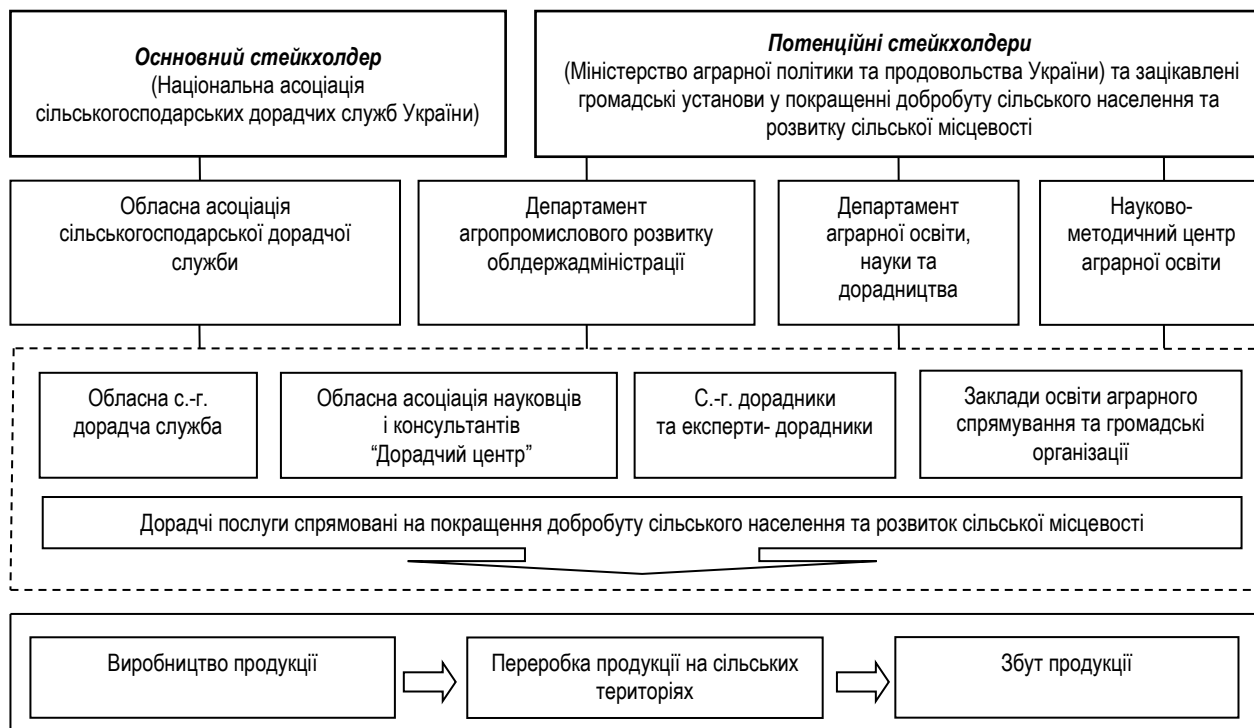 Оснновний стейкхолдер
(Національна асоціація
сільськогосподарських дорадчих служб України)
Потенційні стейкхолдери
(Міністерство аграрної політики та продовольства України) та зацікавлені
громадські установи у покращенні добробуту сільського населення та
розвитку сільської місцевості
Обласна асоціація
сільськогосподарської дорадчої
служби
Департамент
агропромислового розвитку
облдержадміністрації
Департамент
аграрної освіти,
науки та
дорадництва
Науково-
методичний центр
аграрної освіти
Обласна с.-г.
дорадча служба
Обласна асоціація науковців
і консультантів
“Дорадчий центр”
С.-г. дорадники
та експерти- дорадники
Заклади освіти аграрного
спрямування та громадські
організації
Дорадчі послуги спрямовані на покращення добробуту сільського населення та розвиток сільської місцевості
Виробництво продукції
Переробка продукції на сільських
територіях
Збут продукції